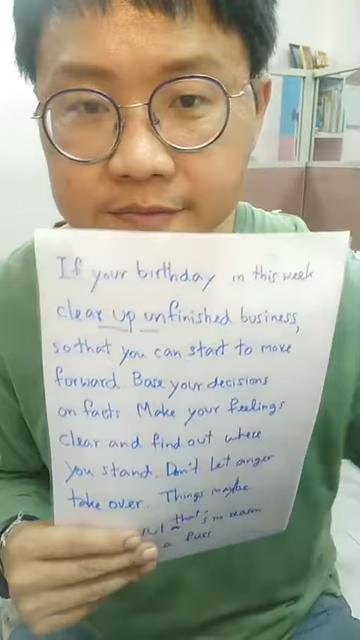 If your birthday in this week
clear up unfinished business,
so that you can start to move
forward. Base your decisions
on facts Make your feelings
clear and find out where
you stand. Don't let anger
take over. Things maybe
that's no reason
a fuss